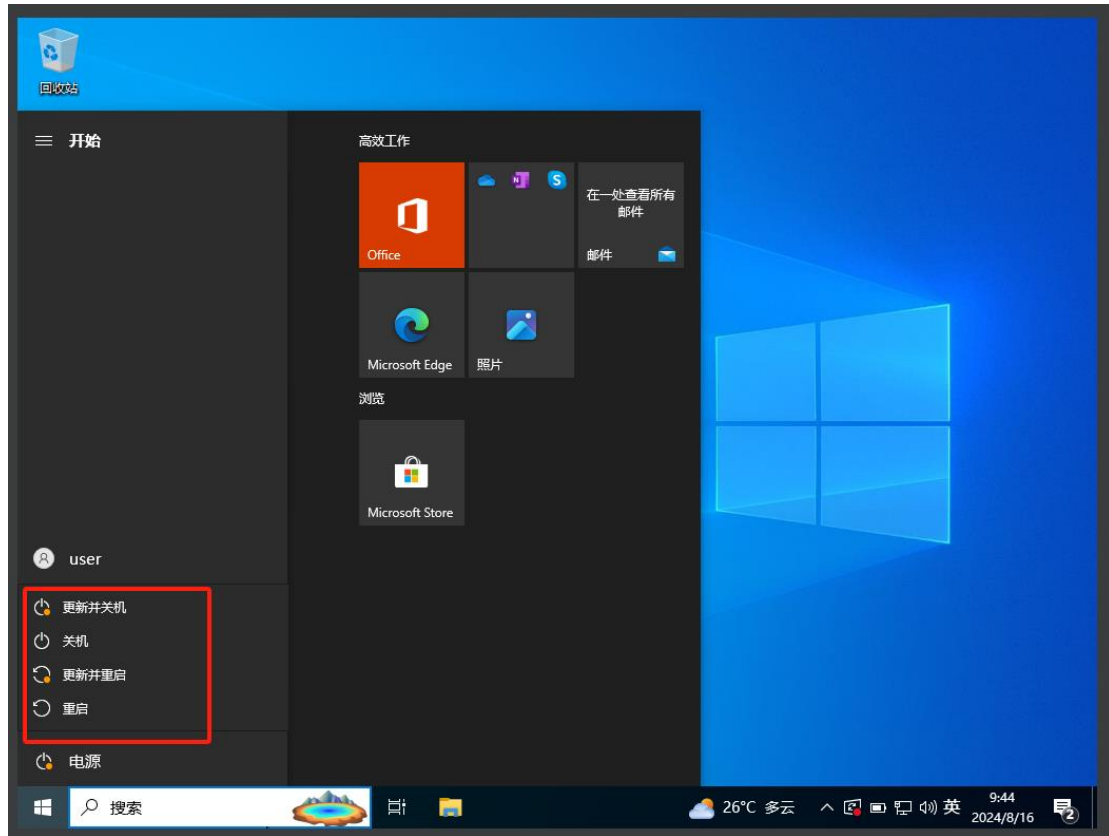 回收站
开始
高效工作
Office
在一处查看所有
邮件
邮件
Microsoft Edge
照片
浏览
Microsoft Store
user
更新并关机
关机
更新并重启
重启
电源
搜索
26°C 多云
英
9:44
2024/8/16
2